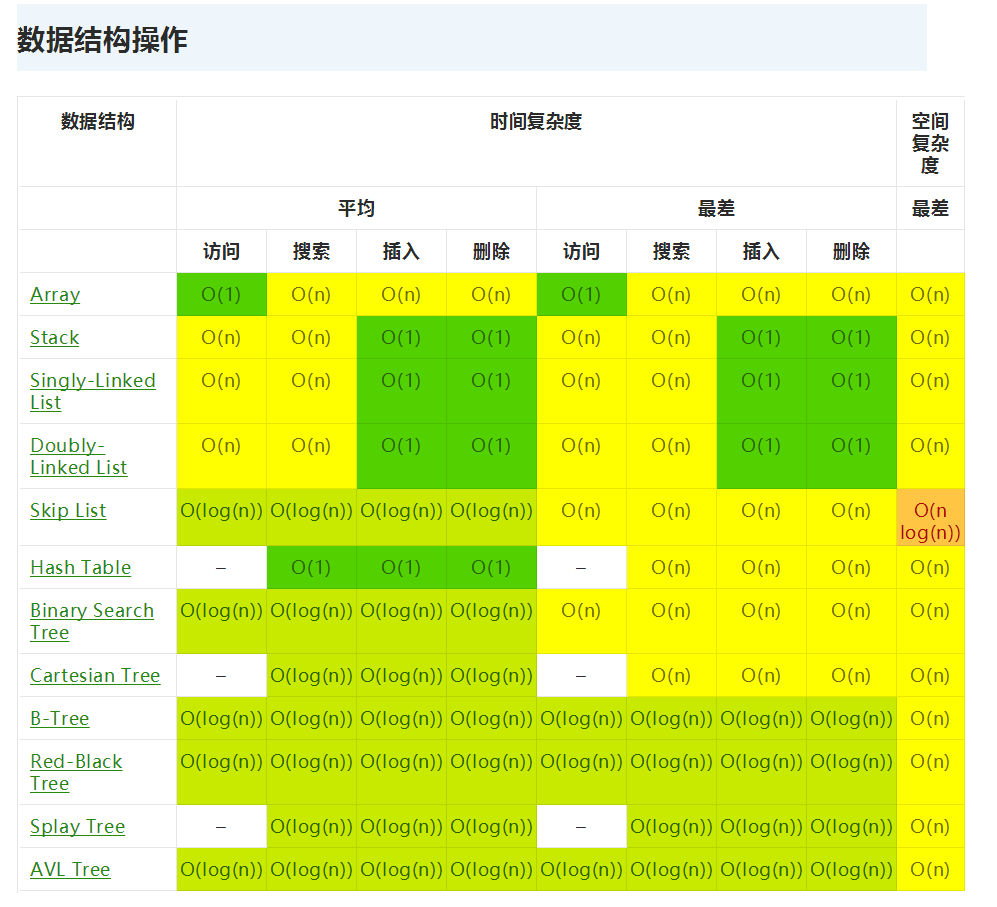 数据结构操作
数据结构 时间复杂度 空间复杂度
平均 最差 最差
访问 搜索 插入 删除 访问 搜索 插入 删除
Array O(1) O(n) O(n) O(n) O(1) O(n) O(n) O(n) O(n)
Stack O(n) O(n) O(1) O(1) O(n) O(n) O(1) O(1) O(n)
Singly-Linked List O(n) O(n) O(1) O(1) O(n) O(n) O(1) O(1) O(n)
Doubly-Linked List O(n) O(n) O(1) O(1) O(n) O(n) O(1) O(1) O(n)
Skip List O(log(n)) O(log(n)) O(log(n)) O(log(n)) O(n) O(n) O(n) O(n) O(n log(n))
Hash Table – O(1) O(1) O(1) – O(n) O(n) O(n) O(n)
Binary Search Tree O(log(n)) O(log(n)) O(log(n)) O(log(n)) O(n) O(n) O(n) O(n) O(n)
Cartesian Tree – O(log(n)) O(log(n)) O(log(n)) – O(n) O(n) O(n) O(n)
B-Tree O(log(n)) O(log(n)) O(log(n)) O(log(n)) O(log(n)) O(log(n)) O(log(n)) O(log(n)) O(n)
Red-Black Tree O(log(n)) O(log(n)) O(log(n)) O(log(n)) O(log(n)) O(log(n)) O(log(n)) O(log(n)) O(n)
Splay Tree – O(log(n)) O(log(n)) O(log(n)) – O(log(n)) O(log(n)) O(log(n)) O(n)
AVL Tree O(log(n)) O(log(n)) O(log(n)) O(log(n)) O(log(n)) O(log(n)) O(log(n)) O(log(n)) O(n)